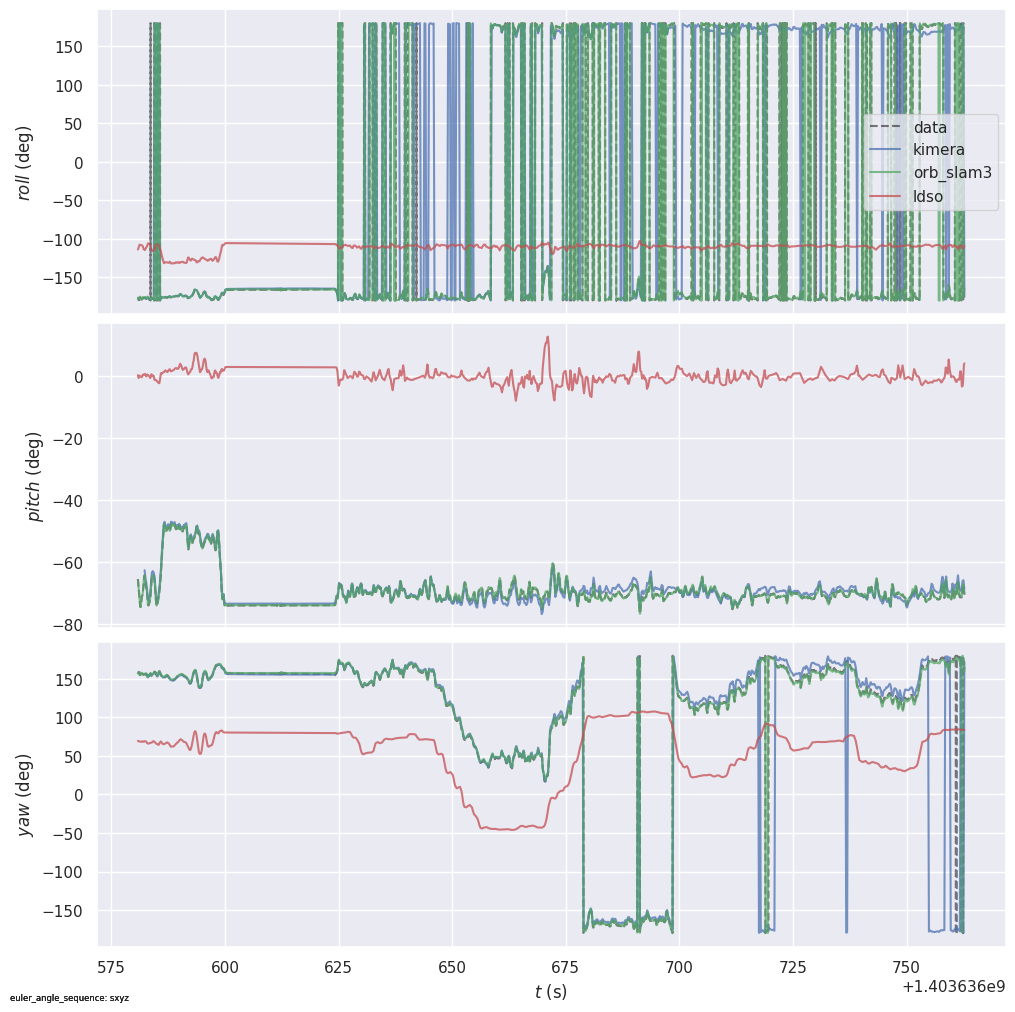 150
100
50
0
−50
−100
−150
roll (deg)
data
kimera
orb_slam3
ldso
0
−20
−40
−60
−80
pitch (deg)
150
100
50
0
−50
−100
−150
yaw (deg)
575 600 625 650 675 700 725 750
+1.403636e9
t (s)
euler_angle_sequence: sxyz